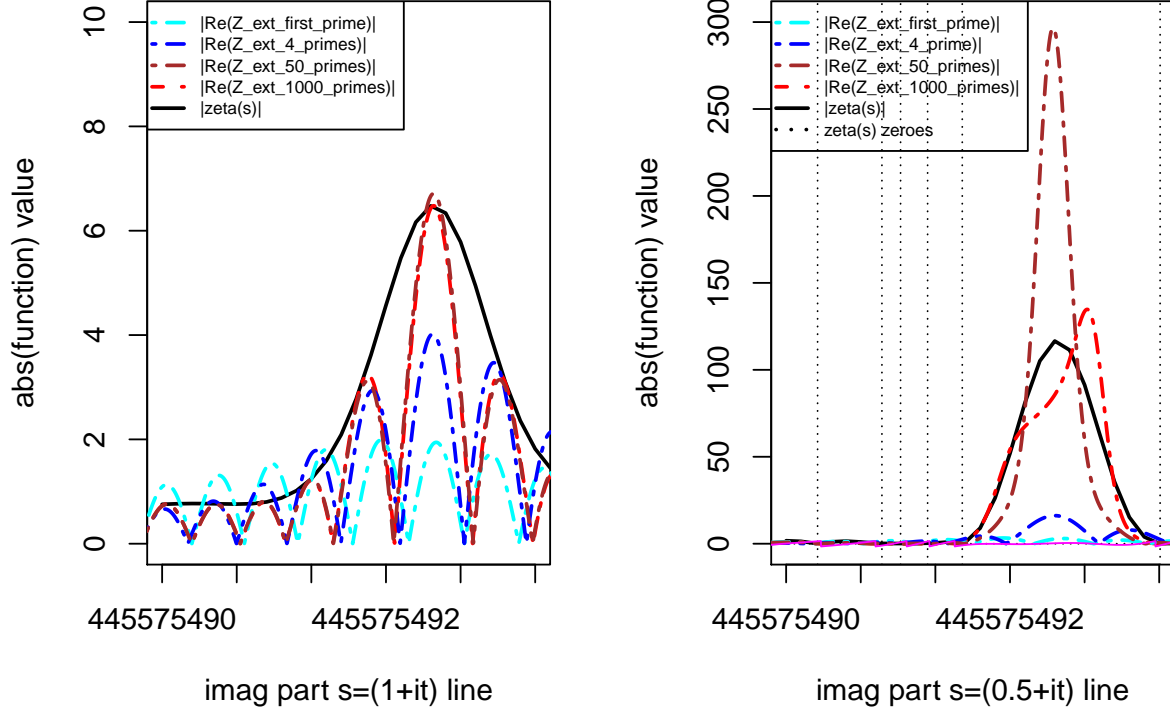 10
8
6
4
2
0
abs(function) value
|Re(Z_ext_first_prime)|
|Re(Z_ext_4_primes)|
|Re(Z_ext_50_primes)|
|Re(Z_ext_1000_primes)|
|zeta(s)|
445575490
445575492
imag part s=(1+it) line
300
250
200
150
100
50
0
abs(function) value
|Re(Z_ext_first_prime)|
|Re(Z_ext_4_prime)|
|Re(Z_ext_50_primes)|
|Re(Z_ext_1000_primes)|
|zeta(s)|
zeta(s) zeroes
445575490
445575492
imag part s=(0.5+it) line